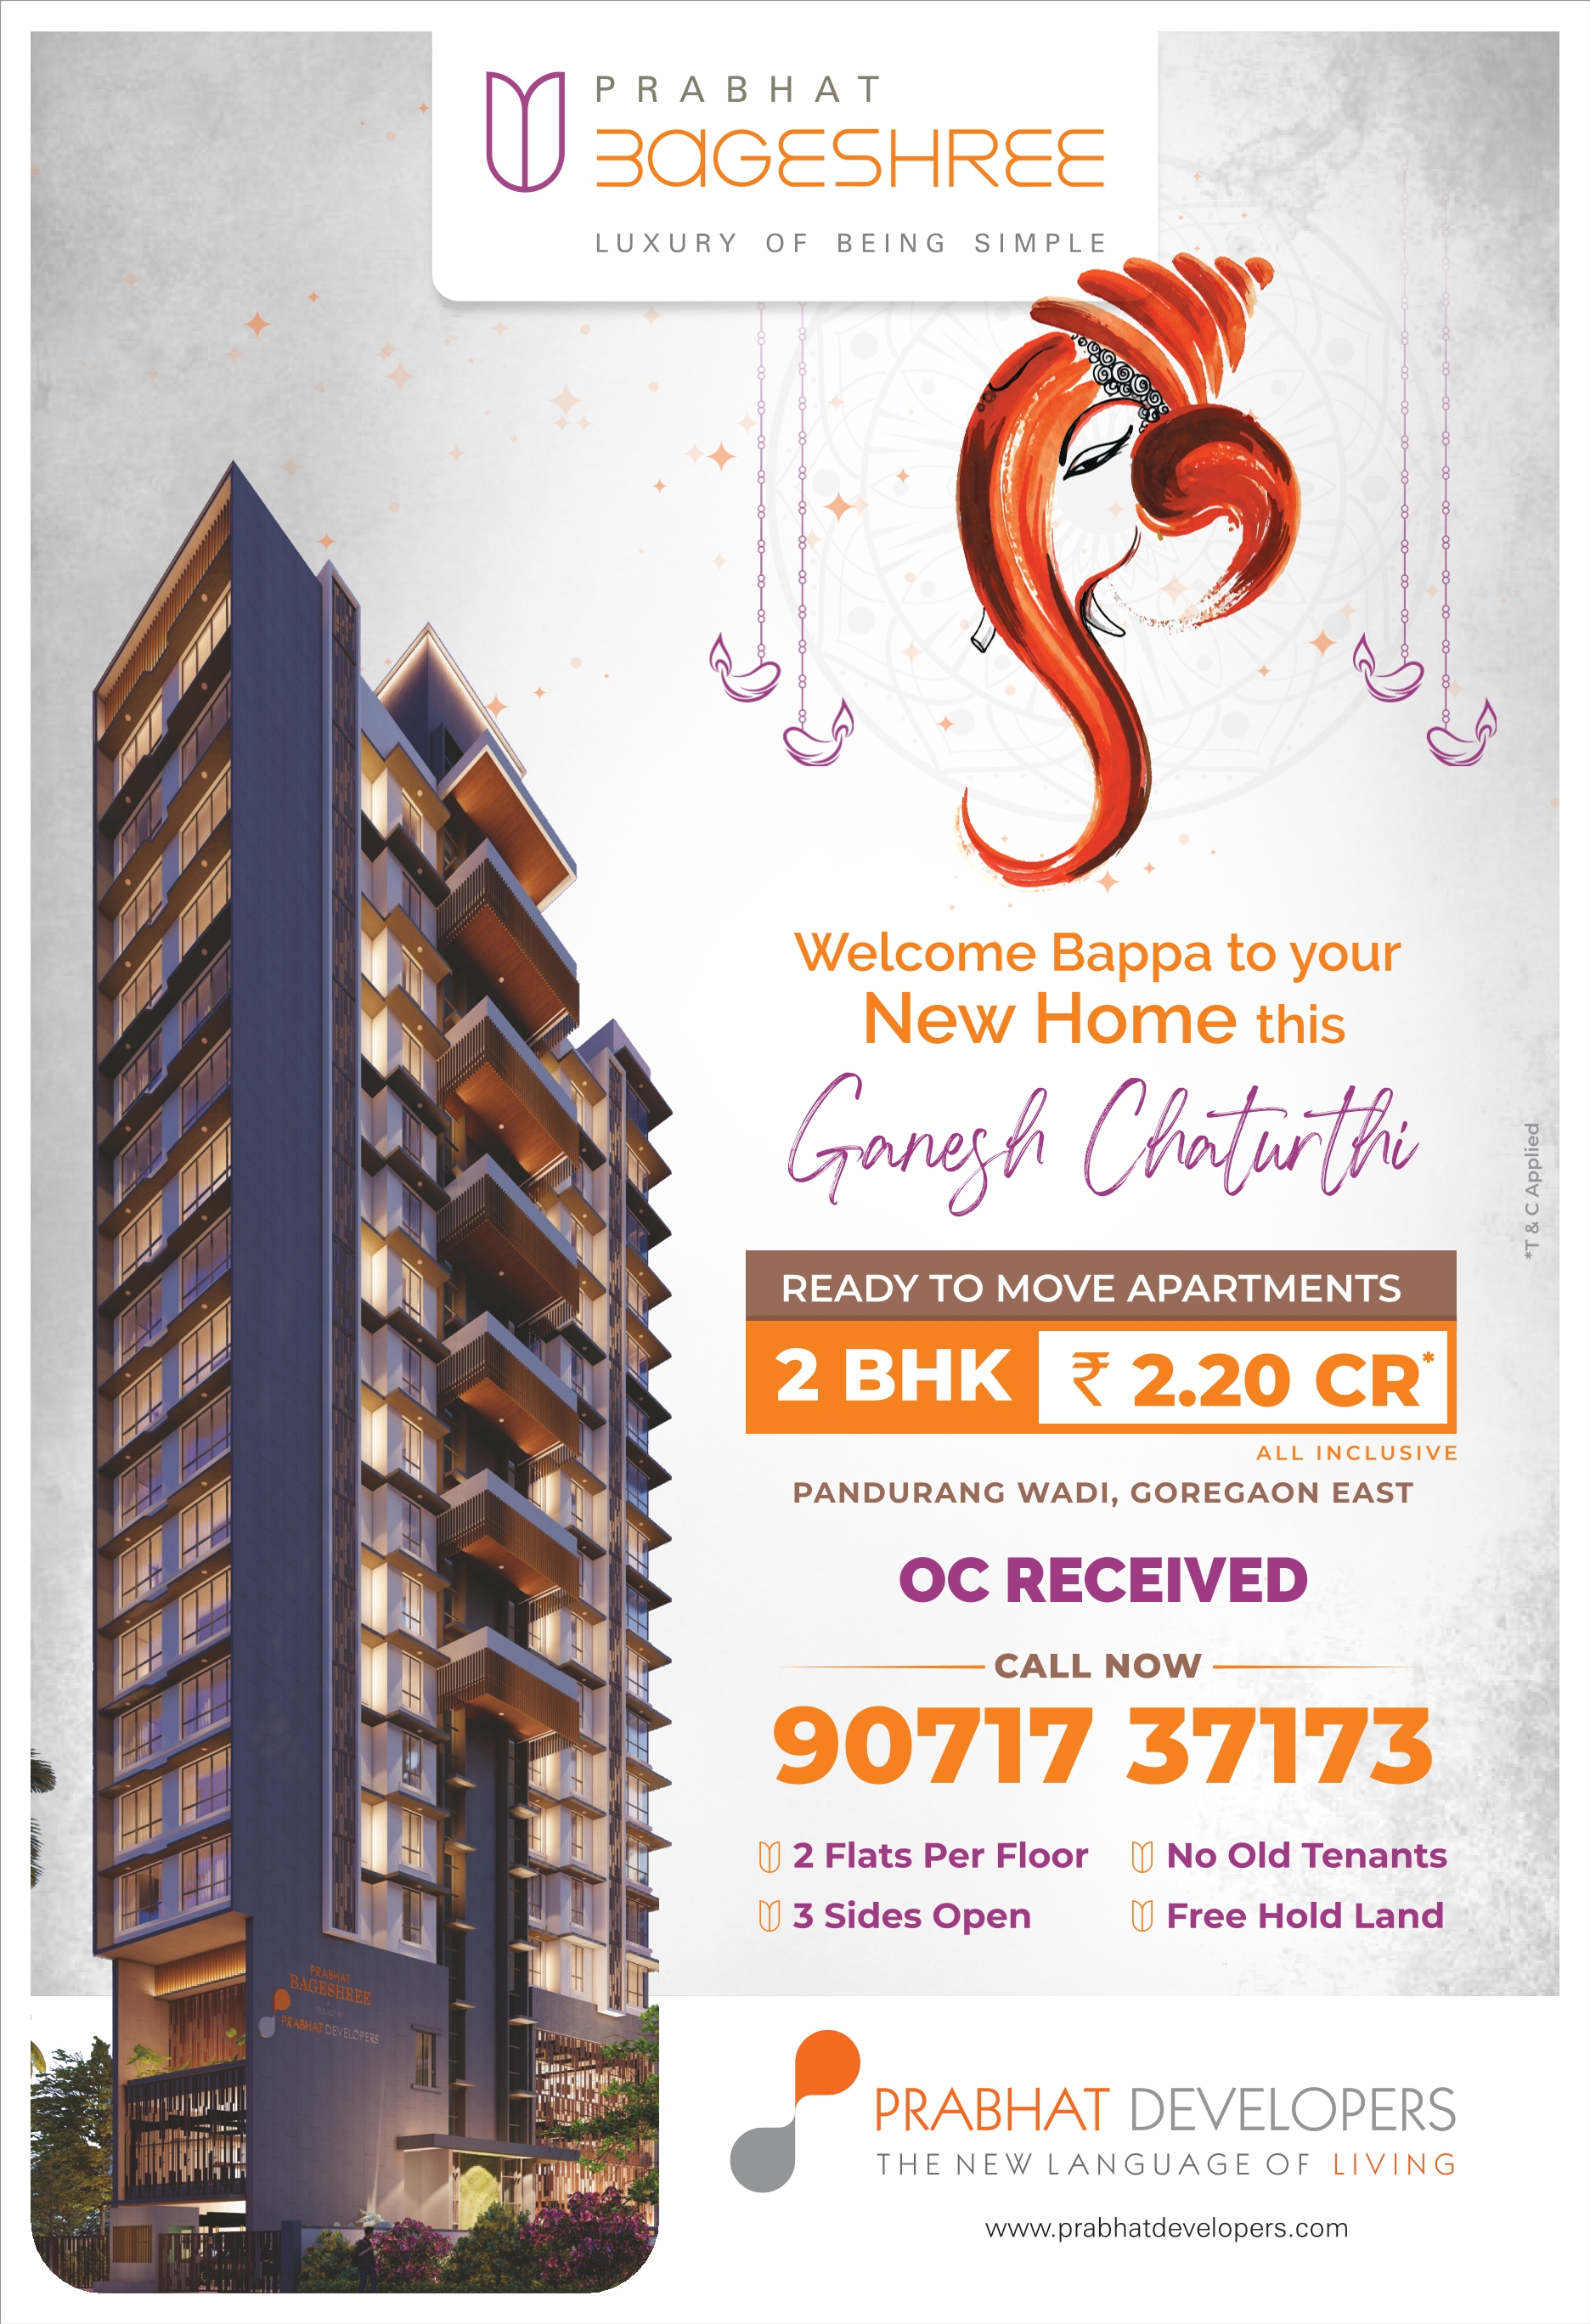 PRABHAT
BAGESHREE
LUXURY OF BEING SIMPLE
Welcome Bappa to your
New Home this
Ganesh Chaturthi
*T & C Applied
READY TO MOVE APARTMENTS
2 BHK ₹ 2.20 CR*
ALL INCLUSIVE
PANDURANG WADI, GOREGAON EAST
OC RECEIVED
CALL NOW
90717 37173
2 Flats Per Floor No Old Tenants
3 Sides Open Free Hold Land
PRABHAT
BAGESHREE
PRABHAT DEVELOPERS
PRABHAT DEVELOPERS
THE NEW LANGUAGE OF LIVING
www.prabhatdevelopers.com